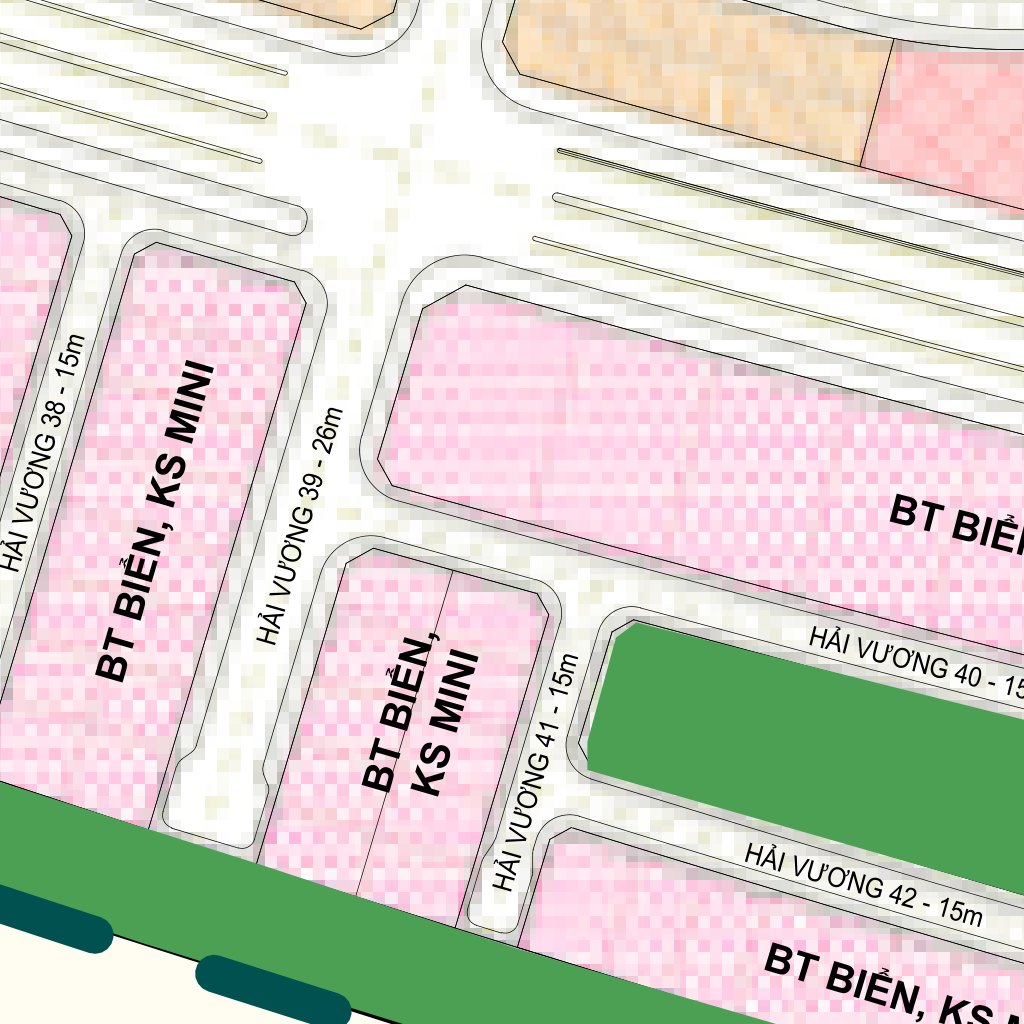 HẢI VƯƠNG 38 - 15m
BT BIỂN, KS MINI
HẢI VƯƠNG 39 - 26m
BT BIỂN,
KS MINI
HẢI VƯƠNG 41 - 15m
BT BIỂ
HẢI VƯƠNG 40 - 15
HẢI VƯƠNG 42 - 15m
BT BIỂN, KS